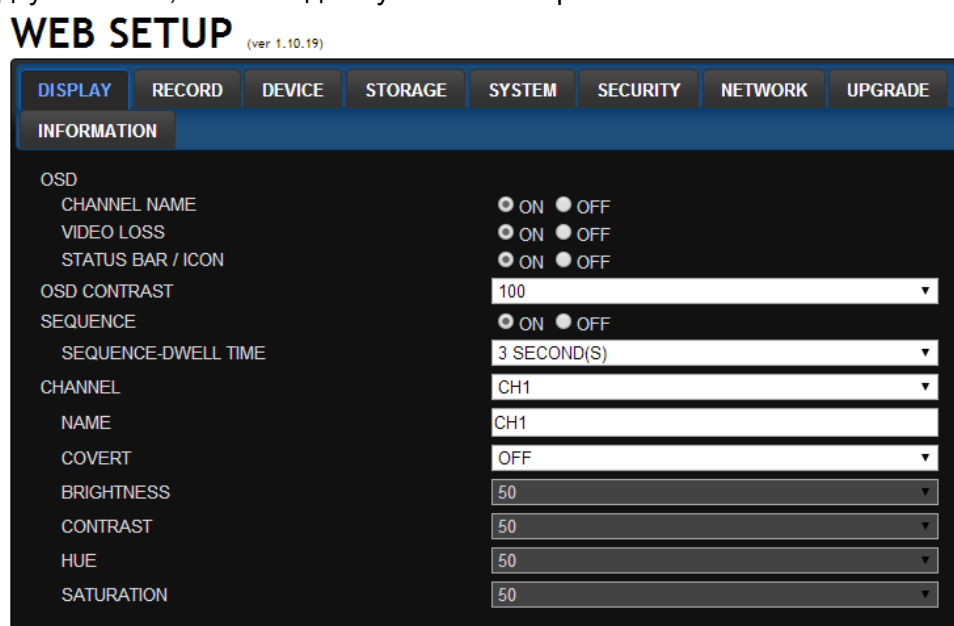 WEB SETUP (ver 1.10.19)
DISPLAY RECORD DEVICE STORAGE SYSTEM SECURITY NETWORK UPGRADE
INFORMATION
OSD
CHANNEL NAME ON OFF
VIDEO LOSS ON OFF
STATUS BAR / ICON ON OFF
OSD CONTRAST 100
SEQUENCE ON OFF
SEQUENCE-DWELL TIME 3 SECOND(S)
CHANNEL CH1
NAME CH1
COVERT OFF
BRIGHTNESS 50
CONTRAST 50
HUE 50
SATURATION 50